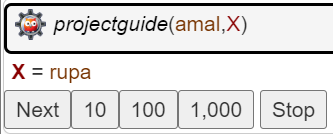 projectguide(amal,X)
X = rupa
Next 10 100 1,000 Stop